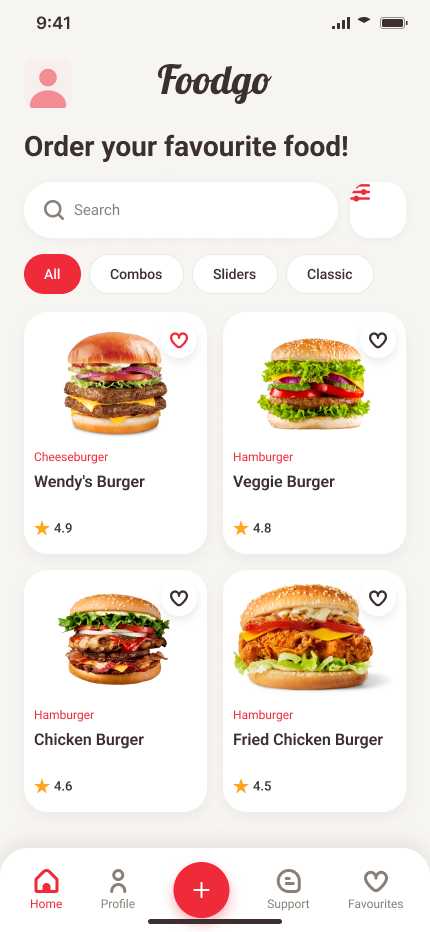 9:41
Foodgo
Order your favourite food!
Search
All Combos Sliders Classic
Cheeseburger
Wendy's Burger
4.9
Hamburger
Veggie Burger
4.8
Hamburger
Chicken Burger
4.6
Hamburger
Fried Chicken Burger
4.5
Home Profile + Support Favourites